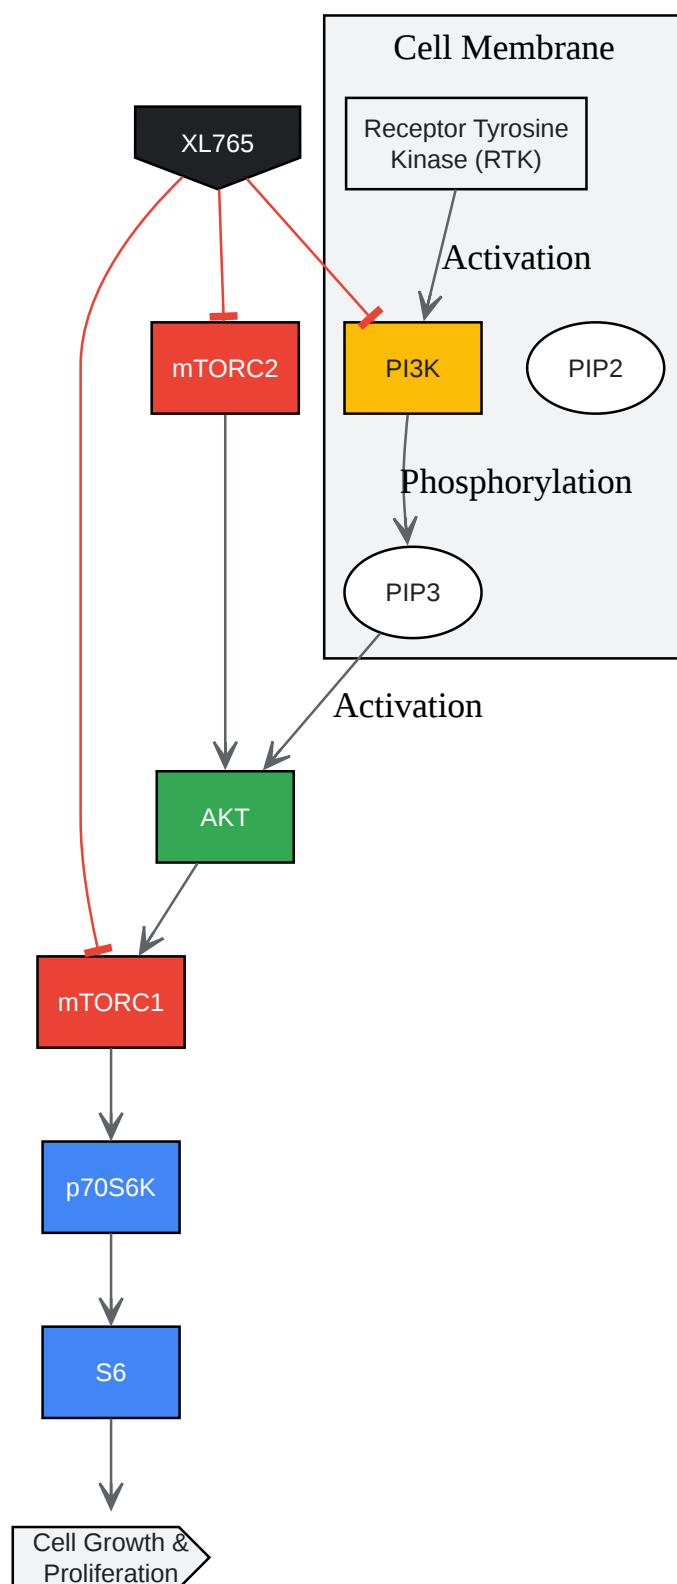 Cell Membrane
XL765
Receptor Tyrosine
Kinase (RTK)
Activation
mTORC2
PI3K
PIP2
Phosphorylation
PIP3
Activation
AKT
mTORC1
p70S6K
S6
Cell Growth &
Proliferation